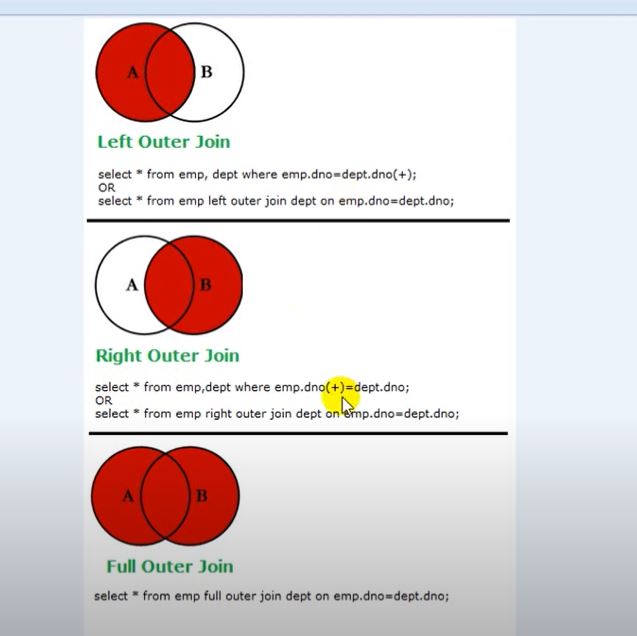 A B
Left Outer Join
select * from emp, dept where emp.dno=dept.dno(+);
OR
select * from emp left outer join dept on emp.dno=dept.dno;
A B
Right Outer Join
select * from emp,dept where emp.dno(+)=dept.dno;
OR
select * from emp right outer join dept on emp.dno=dept.dno;
A B
Full Outer Join
select * from emp full outer join dept on emp.dno=dept.dno;